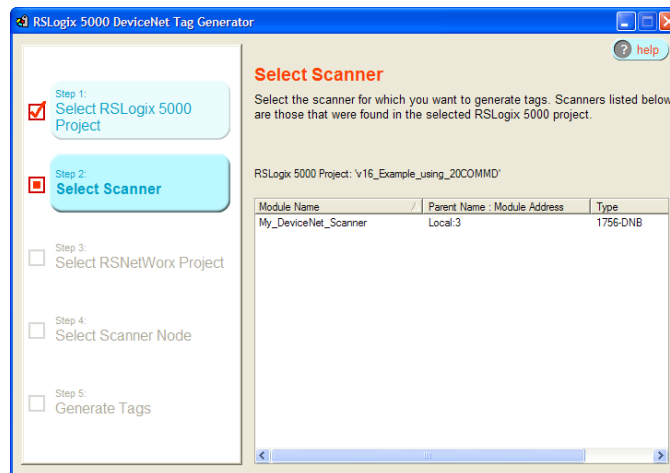 RSLogix 5000 DeviceNet Tag Generator
help
Step 1:
Select RSLogix 5000
Project
Step 2:
Select Scanner
Step 3:
Select RSNetWorx Project
Step 4:
Select Scanner Node
Step 5:
Generate Tags
Select Scanner
Select the scanner for which you want to generate tags. Scanners listed below
are those that were found in the selected RSLogix 5000 project.
RSLogix 5000 Project: 'v16_Example_using_20COMMD'
Module Name Parent Name : Module Address Type
My_DeviceNet_Scanner Local:3 1756-DNB